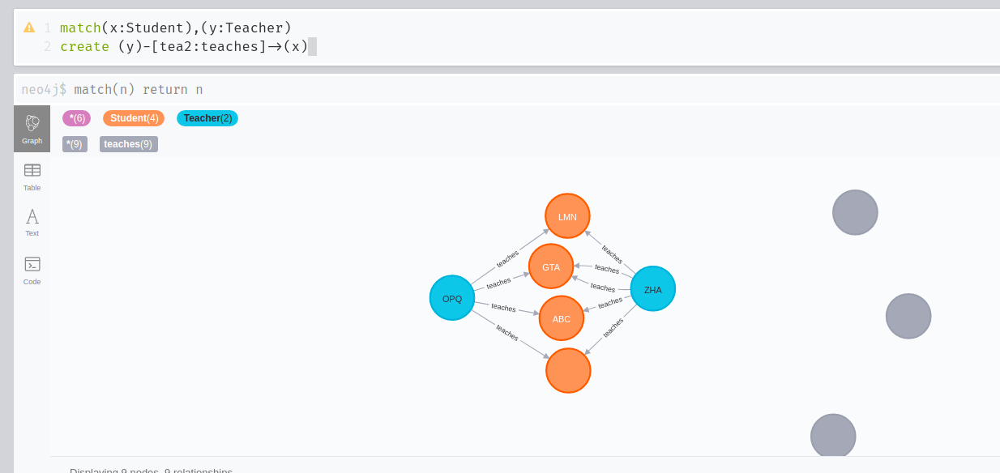 1 match(x:Student),(y:Teacher)
2 create (y)-[tea2:teaches]->(x)
neo4j$ match(n) return n
*(6) Student(4) Teacher(2)
*(9) teaches(9)
Graph
Table
Text
Code
LMN
GTA
ABC
OPQ
ZHA
teaches
teaches
teaches
teaches
teaches
teaches
teaches
teaches
teaches
Displaying 9 nodes, 9 relationships.